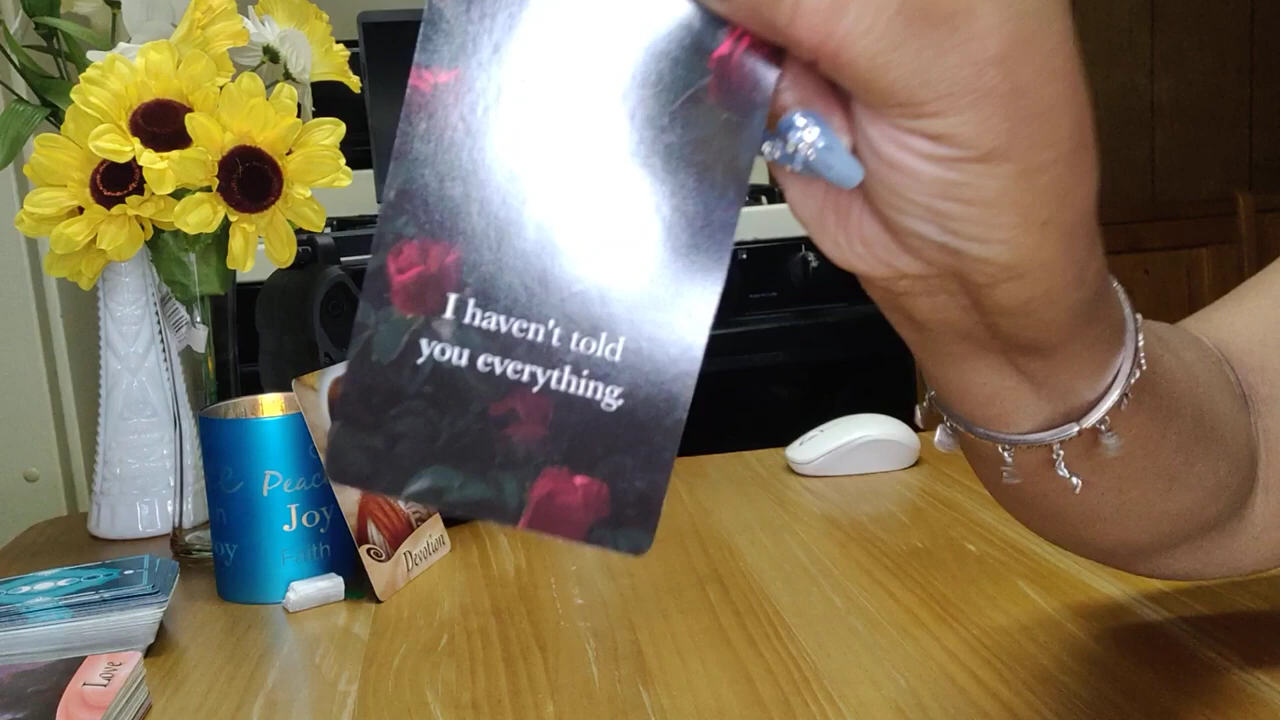 I haven't told
you everything.
Peace
Joy
Faith
Devotion
Love